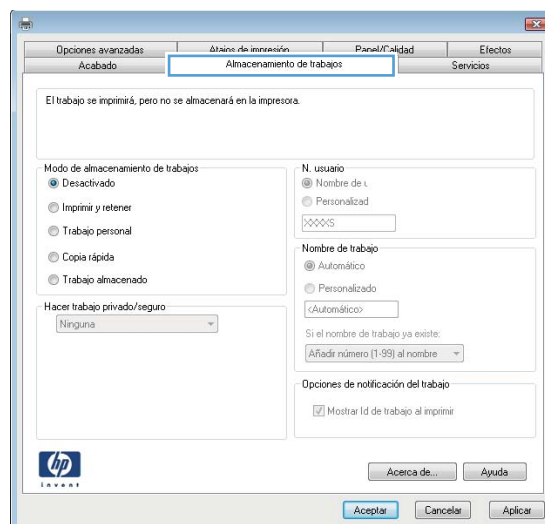 Opciones avanzadas Atajos de impresión Papel/Calidad Efectos
Acabado Almacenamiento de trabajos Servicios
El trabajo se imprimirá, pero no se almacenará en la impresora.
Modo de almacenamiento de trabajos
Desactivado
Imprimir y retener
Trabajo personal
Copia rápida
Trabajo almacenado
Hacer trabajo privado/seguro
Ninguna
N. usuario
Nombre de u
Personalizad
XXXXS
Nombre de trabajo
Automático
Personalizado
<Automático>
Si el nombre de trabajo ya existe:
Añadir número (1-99) al nombre
Opciones de notificación del trabajo
Mostrar Id de trabajo al imprimir
hp
invent
Acerca de... Ayuda
Aceptar Cancelar Aplicar